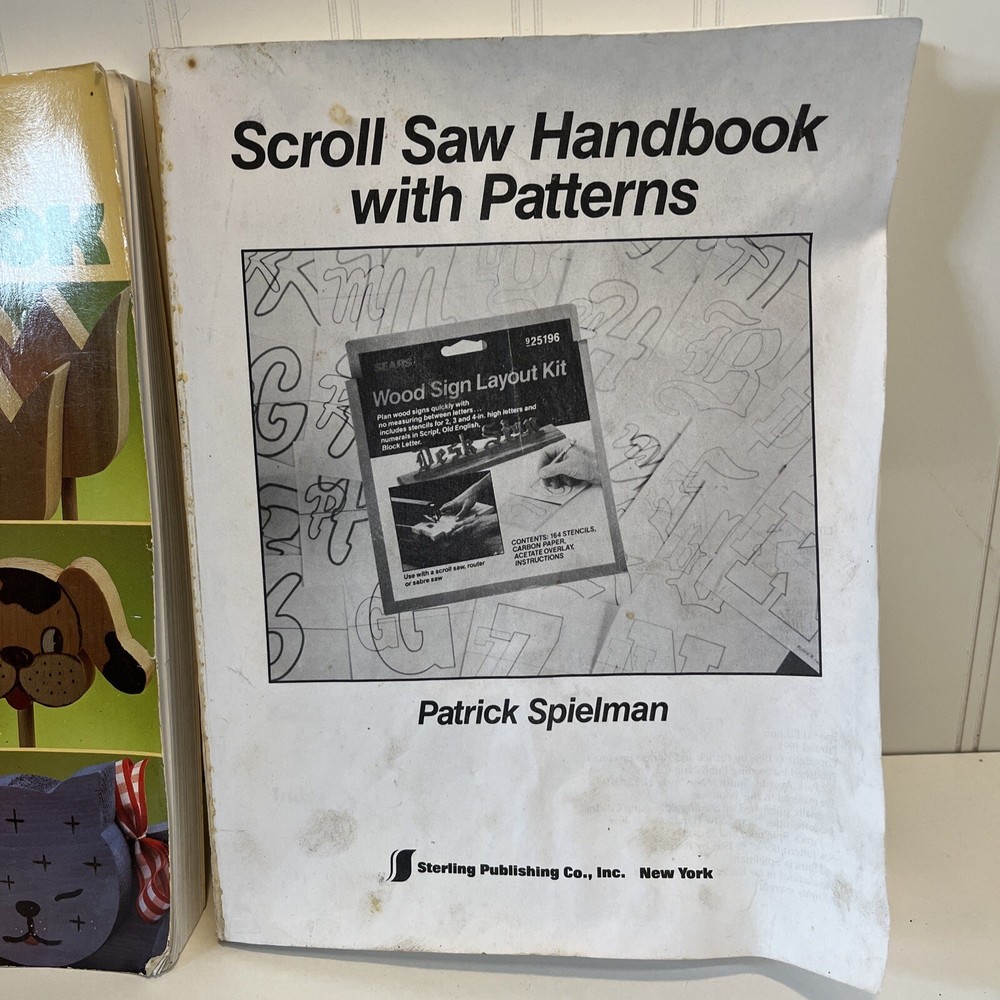 Scroll Saw Handbook
with Patterns
SEARS
925196
Wood Sign Layout Kit
Plan wood signs quickly with
no measuring between letters...
includes stencils for 2, 3 and 4-in. high letters and
numerals in Script, Old English,
Block Letter.
Desk Sign
Use with a scroll saw, router
or sabre saw
CONTENTS: 164 STENCILS,
CARBON PAPER,
ACETATE OVERLAY,
INSTRUCTIONS
Patrick Spielman
Sterling Publishing Co., Inc. New York